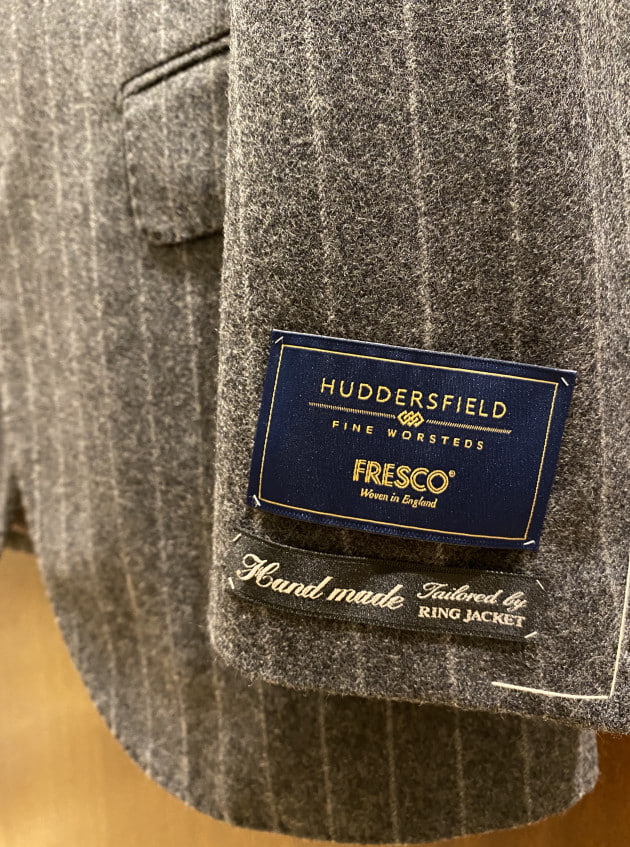 HUDDERSFIELD
FINE WORSTEDS
FRESCO®
Woven in England
Hand made Tailored by
RING JACKET